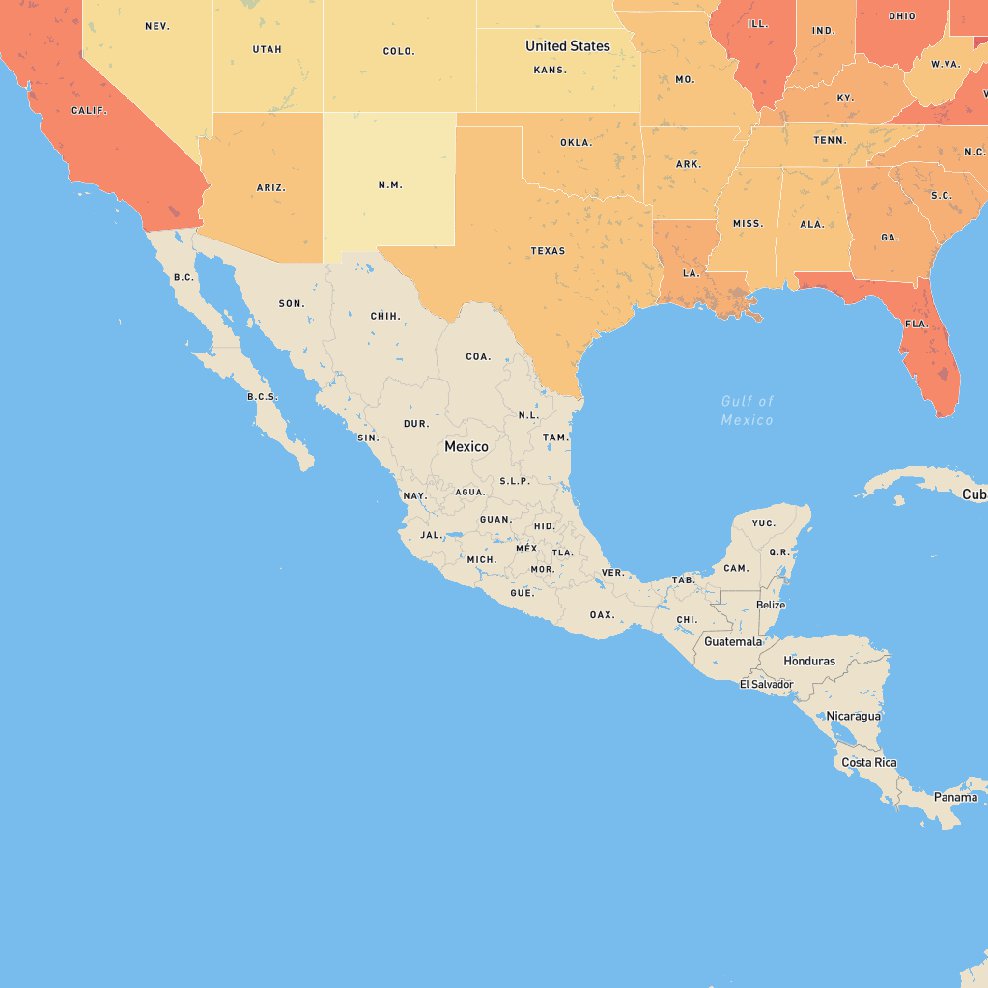 NEV.
UTAH
COLO.
United States
KANS.
ILL.
IND.
OHIO
W.VA.
MO.
KY.
CALIF.
OKLA.
TENN.
N.C.
ARK.
ARIZ.
N.M.
S.C.
MISS.
ALA.
GA.
TEXAS
LA.
FLA.
B.C.
SON.
CHIH.
COA.
B.C.S.
Gulf of
Mexico
DUR.
N.L.
SIN.
Mexico
TAM.
S.L.P.
NAY.
AGUA.
Cub
GUAN.
HID.
YUC.
JAL.
MÉX
TLA.
Q.R.
MICH.
MOR.
CAM.
VER.
TAB.
GUE.
Belize
OAX.
CHI.
Guatemala
Honduras
El Salvador
Nicaragua
Costa Rica
Panama